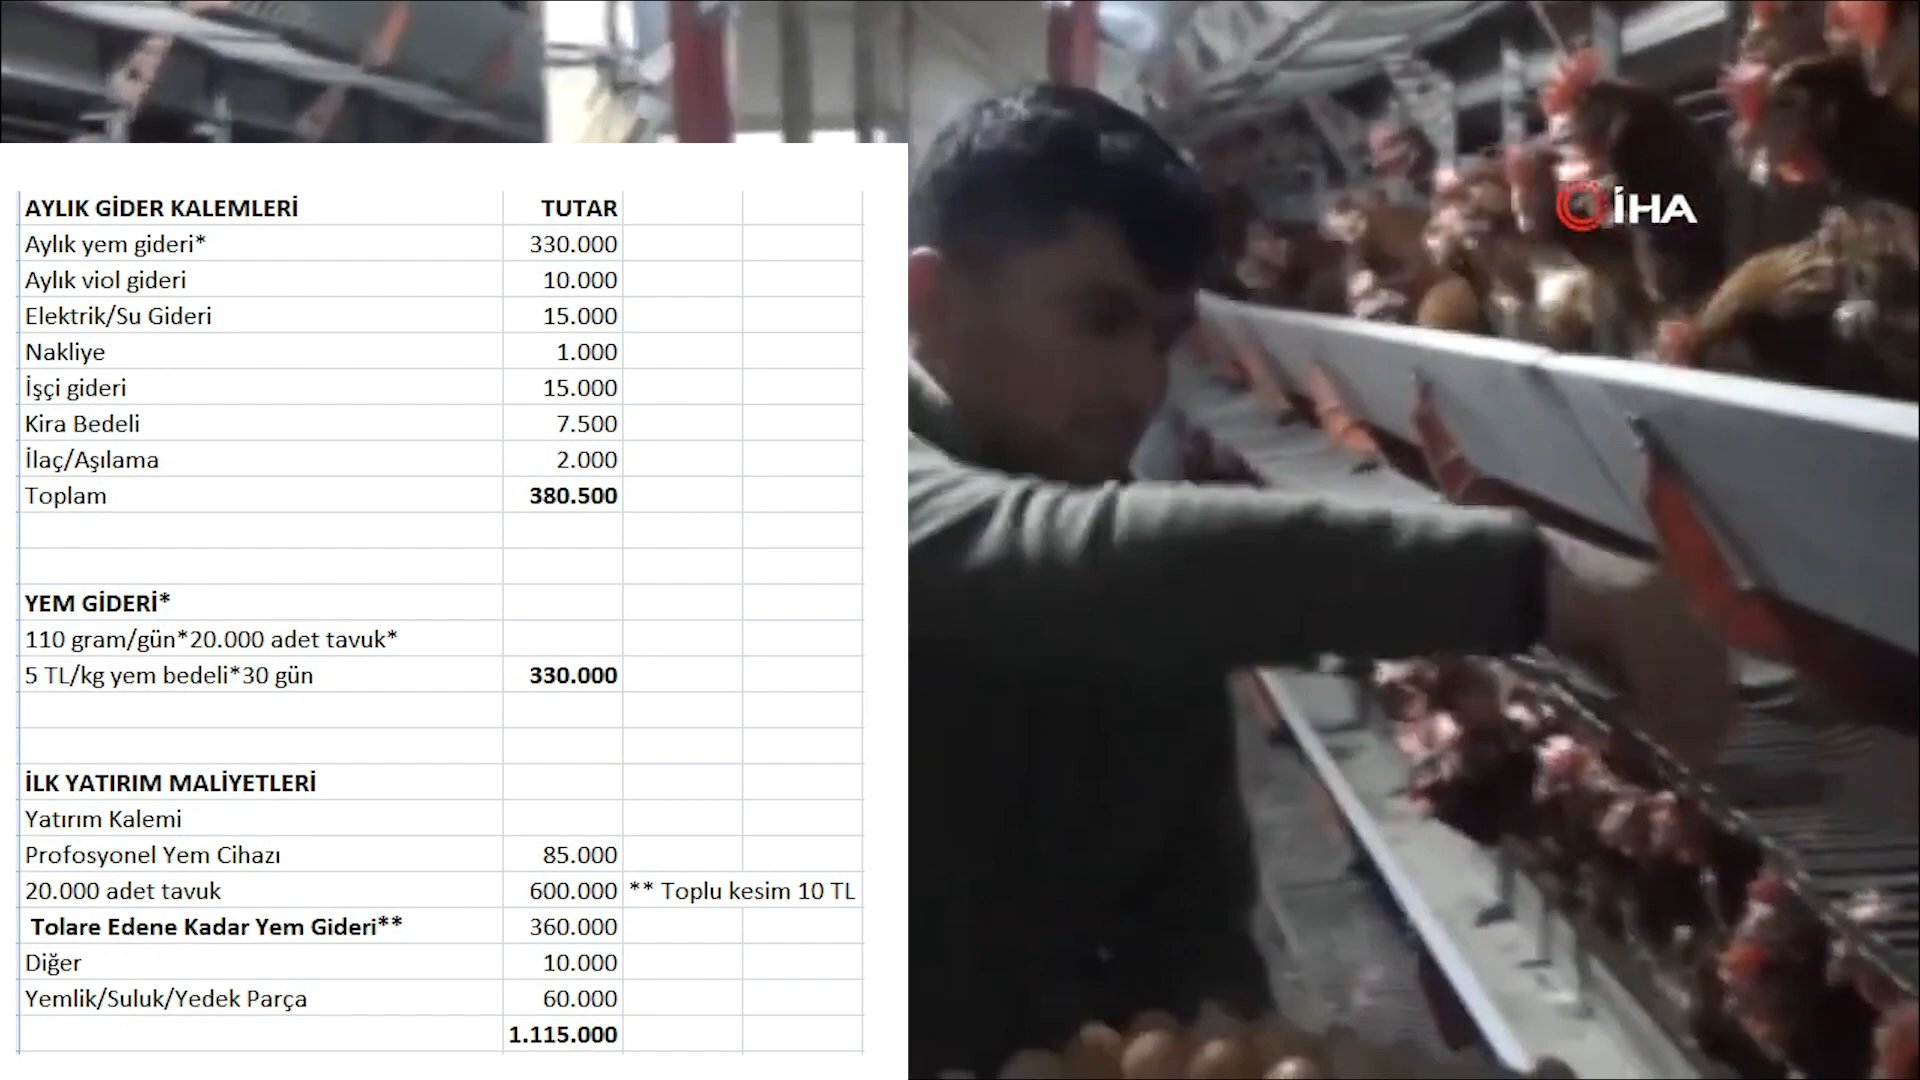 AYLIK GİDER KALEMLERİ TUTAR
Aylık yem gideri* 330.000
Aylık viol gideri 10.000
Elektrik/Su Gideri 15.000
Nakliye 1.000
İşçi gideri 15.000
Kira Bedeli 7.500
İlaç/Aşılama 2.000
Toplam 380.500
YEM GİDERİ*
110 gram/gün*20.000 adet tavuk*
5 TL/kg yem bedeli*30 gün 330.000
İLK YATIRIM MALİYETLERİ
Yatırım Kalemi
Profosyonel Yem Cihazı 85.000
20.000 adet tavuk 600.000 ** Toplu kesim 10 TL
Tolare Edene Kadar Yem Gideri** 360.000
Diğer 10.000
Yemlik/Suluk/Yedek Parça 60.000
1.115.000
İHA